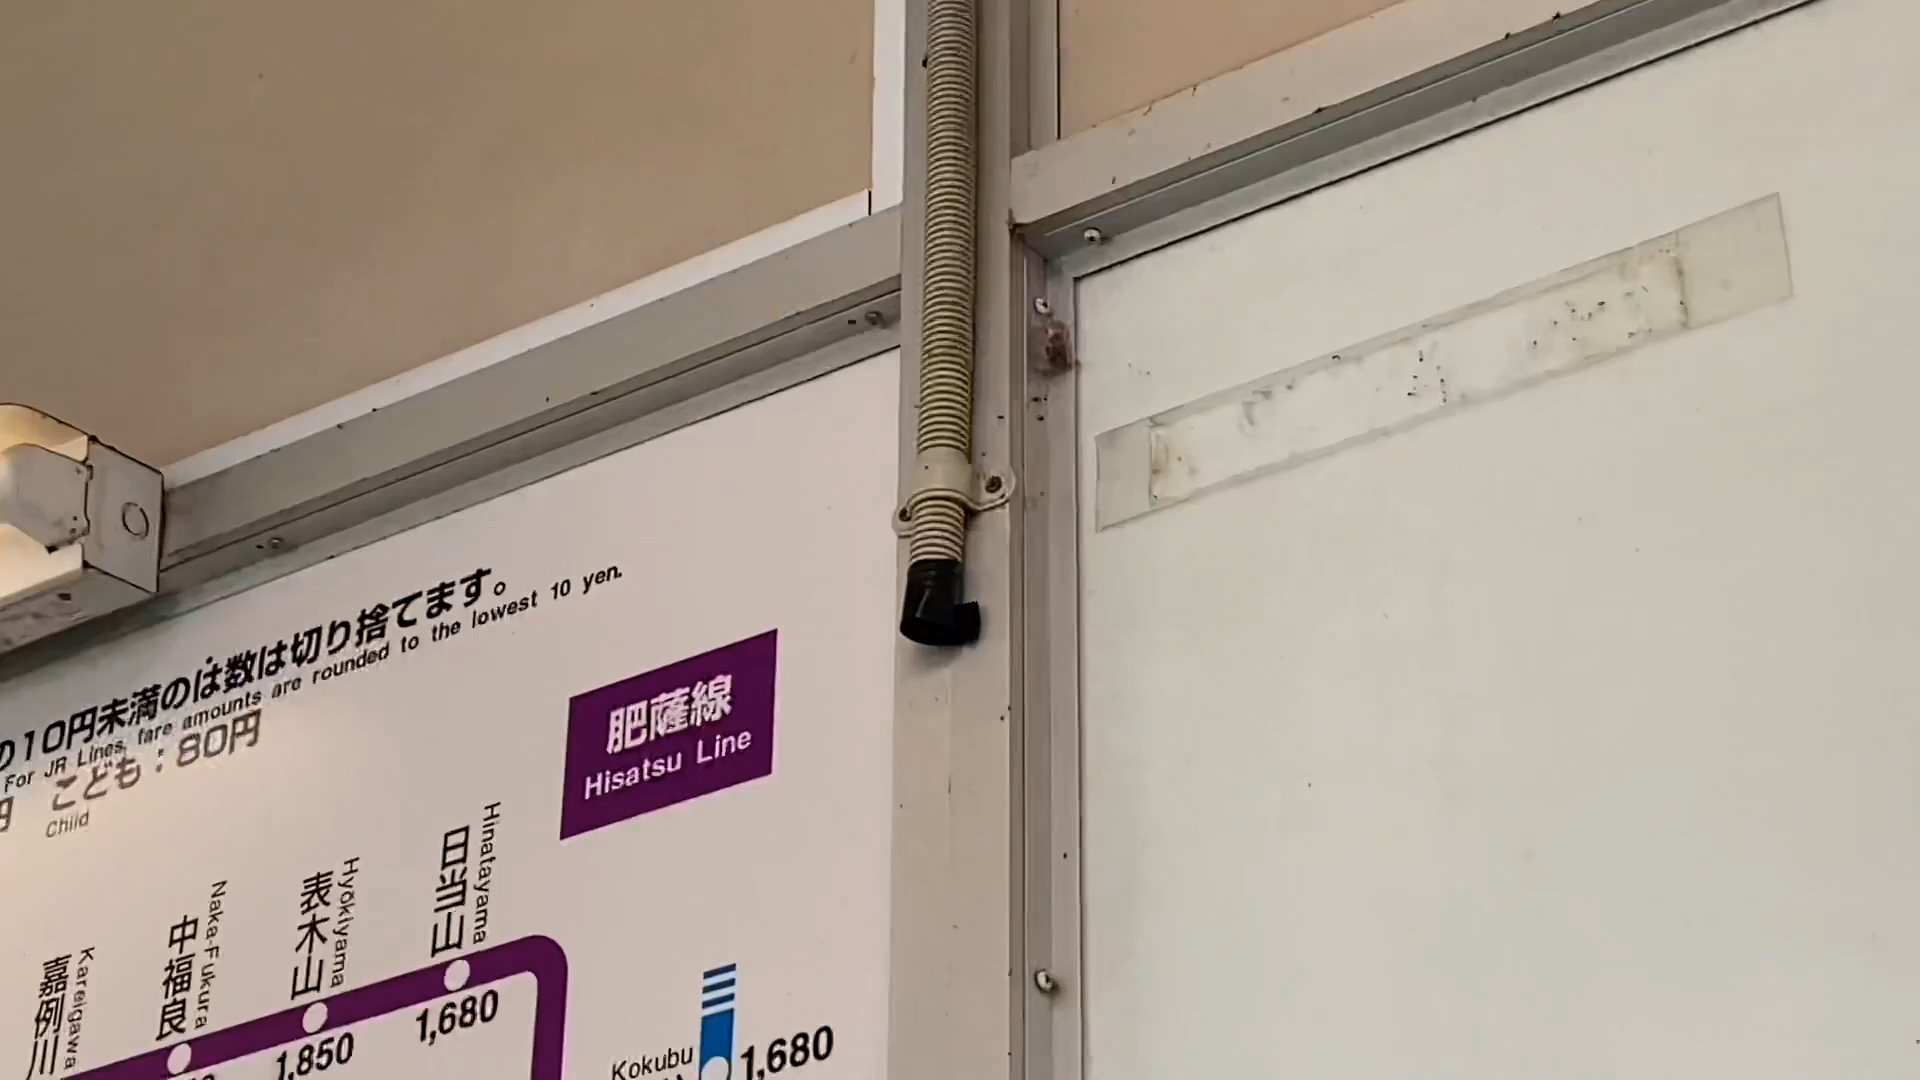 の10円未満のは数は切り捨てます。
For JR Lines, fare amounts are rounded to the lowest 10 yen.
円 こども：80円
Child
肥薩線
Hisatsu Line
日当山
Hinatayama
表木山
Hyōkiyama
中福良
Naka-Fukura
嘉例川
Kareigawa
1,680
1,850
Kokubu
1,680